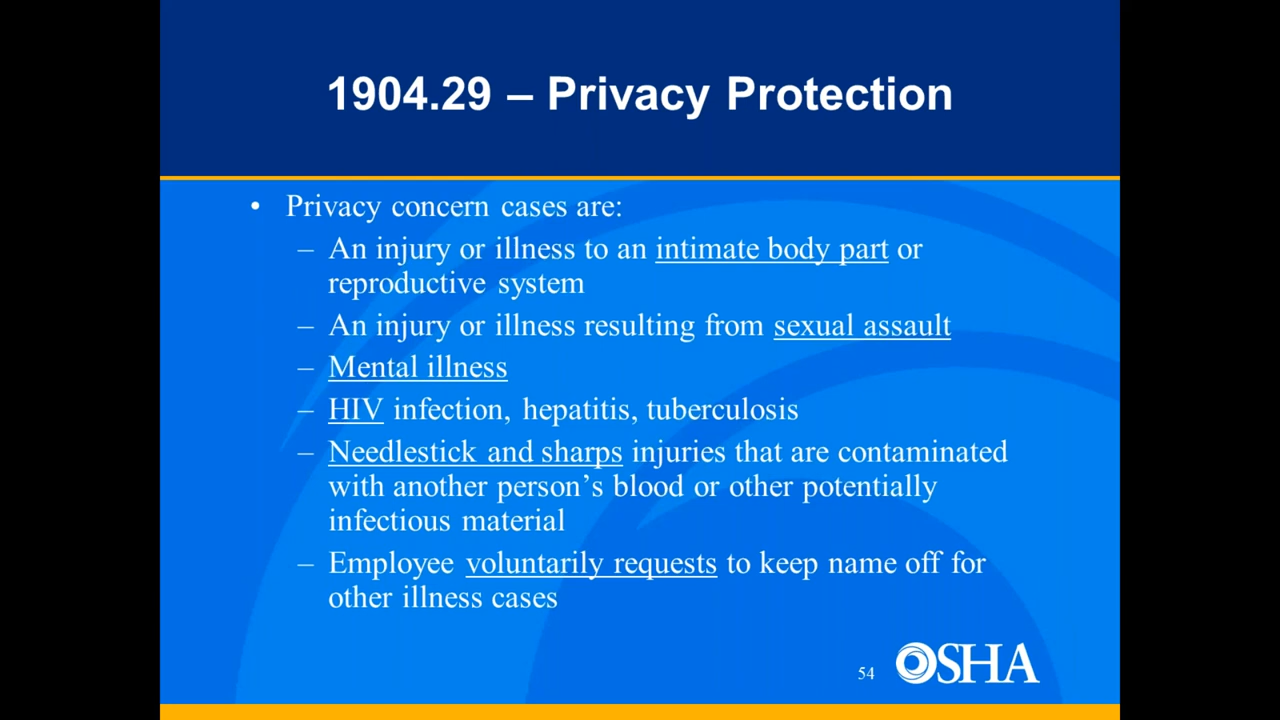 1904.29 – Privacy Protection
• Privacy concern cases are:
– An injury or illness to an intimate body part or
reproductive system
– An injury or illness resulting from sexual assault
– Mental illness
– HIV infection, hepatitis, tuberculosis
– Needlestick and sharps injuries that are contaminated
with another person’s blood or other potentially
infectious material
– Employee voluntarily requests to keep name off for
other illness cases
54
OSHA